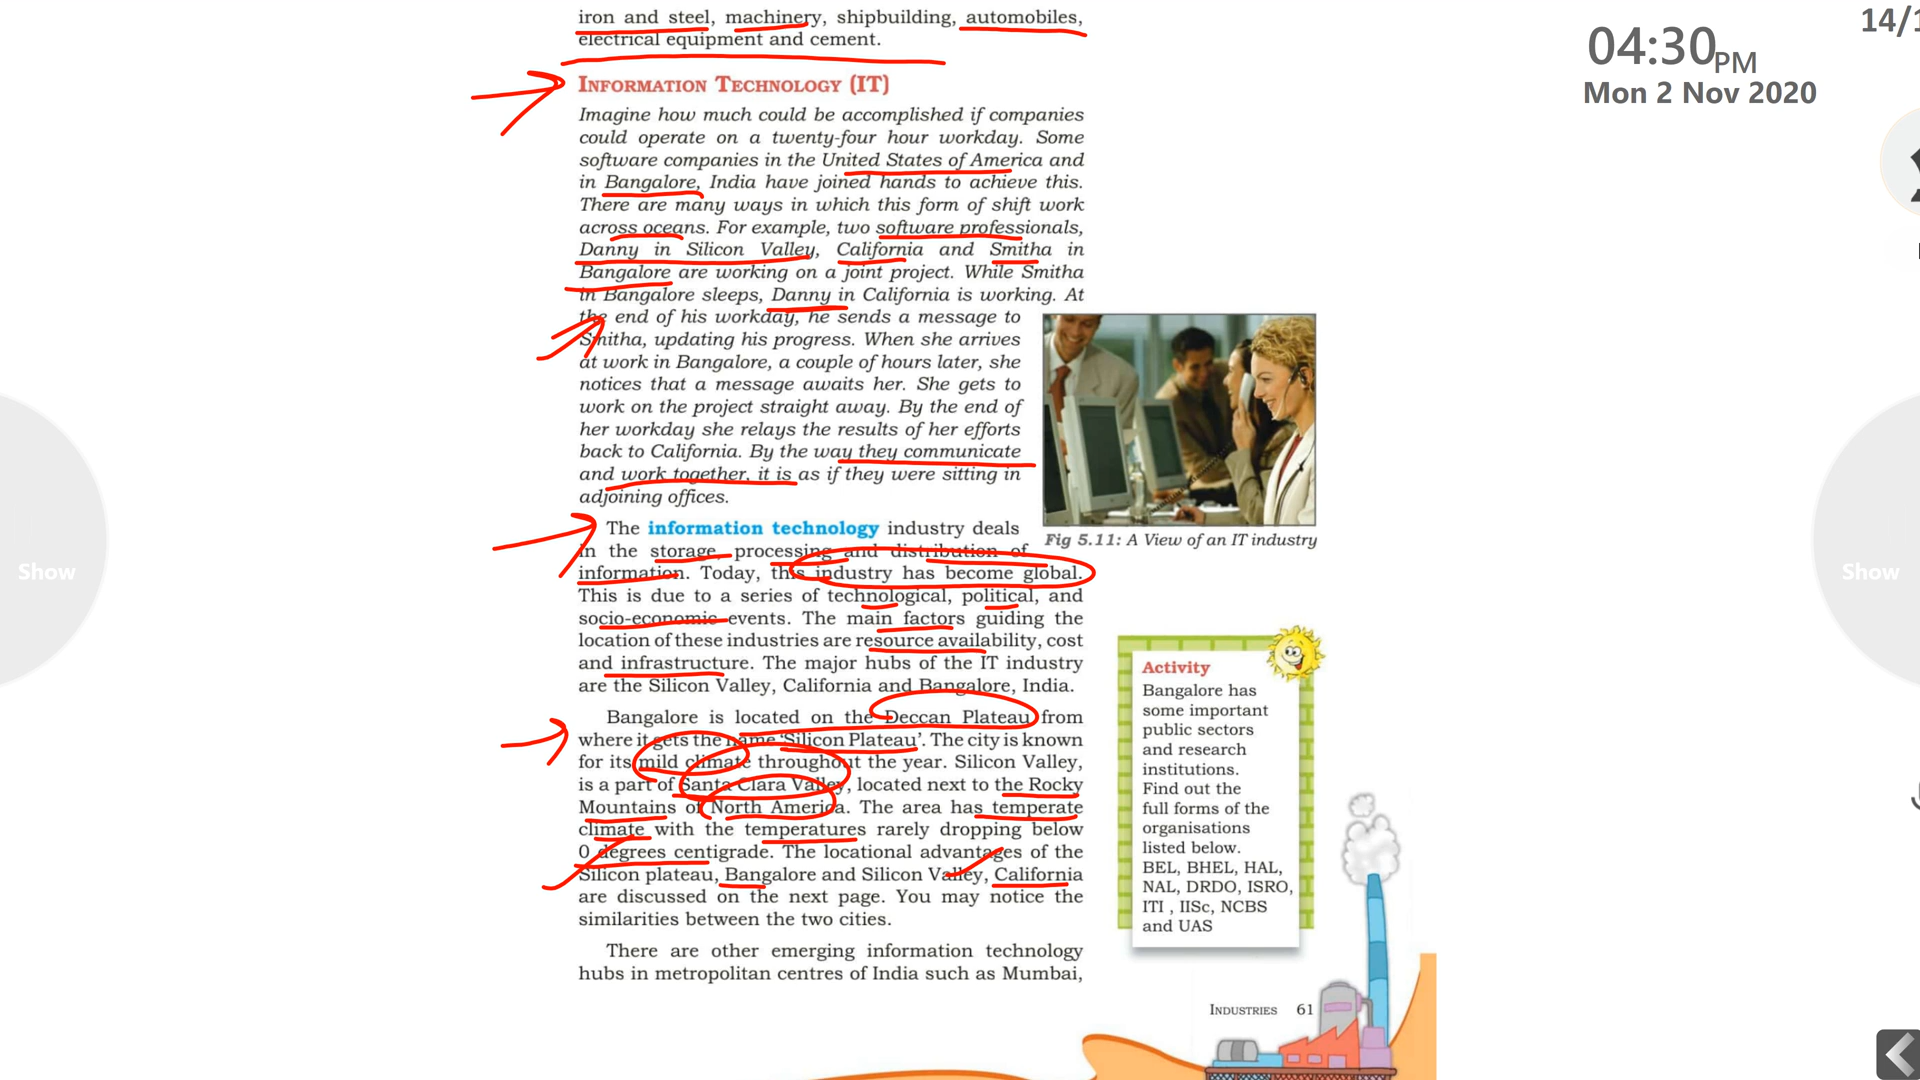 iron and steel, machinery, shipbuilding, automobiles,
electrical equipment and cement.
INFORMATION TECHNOLOGY (IT)
Imagine how much could be accomplished if companies
could operate on a twenty-four hour workday. Some
software companies in the United States of America and
in Bangalore, India have joined hands to achieve this.
There are many ways in which this form of shift work
across oceans. For example, two software professionals,
Danny in Silicon Valley, California and Smitha in
Bangalore are working on a joint project. While Smitha
in Bangalore sleeps, Danny in California is working. At
the end of his workday, he sends a message to
Smitha, updating his progress. When she arrives
at work in Bangalore, a couple of hours later, she
notices that a message awaits her. She gets to
work on the project straight away. By the end of
her workday she relays the results of her efforts
back to California. By the way they communicate
and work together, it is as if they were sitting in
adjoining offices.
The information technology industry deals
in the storage, processing and distribution of
information. Today, this industry has become global.
This is due to a series of technological, political, and
socio-economic events. The main factors guiding the
location of these industries are resource availability, cost
and infrastructure. The major hubs of the IT industry
are the Silicon Valley, California and Bangalore, India.
Bangalore is located on the Deccan Plateau from
where it gets the name ‘Silicon Plateau’. The city is known
for its mild climate throughout the year. Silicon Valley,
is a part of Santa Clara Valley, located next to the Rocky
Mountains of North America. The area has temperate
climate with the temperatures rarely dropping below
0 degrees centigrade. The locational advantages of the
Silicon plateau, Bangalore and Silicon Valley, California
are discussed on the next page. You may notice the
similarities between the two cities.
There are other emerging information technology
hubs in metropolitan centres of India such as Mumbai,
Fig 5.11: A View of an IT industry
Activity
Bangalore has
some important
public sectors
and research
institutions.
Find out the
full forms of the
organisations
listed below.
BEL, BHEL, HAL,
NAL, DRDO, ISRO,
ITI , IISc, NCBS
and UAS
INDUSTRIES 61
04:30PM
Mon 2 Nov 2020
14/1
Show
Show